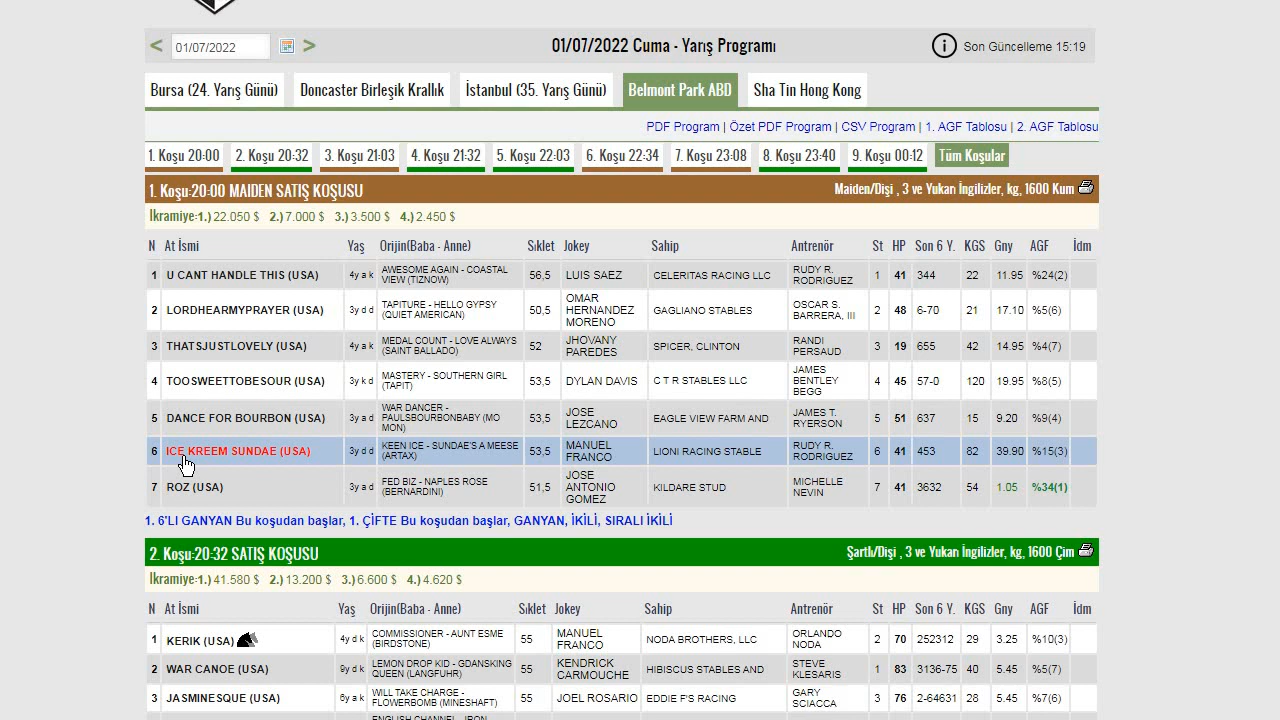 01/07/2022 01/07/2022 Cuma - Yarış Programı Son Güncelleme 15:19
Bursa (24. Yarış Günü) Doncaster Birleşik Krallık İstanbul (35. Yarış Günü) Belmont Park ABD Sha Tin Hong Kong
PDF Program | Özet PDF Program | CSV Program | 1. AGF Tablosu | 2. AGF Tablosu
1. Koşu 20:00 2. Koşu 20:32 3. Koşu 21:03 4. Koşu 21:32 5. Koşu 22:03 6. Koşu 22:34 7. Koşu 23:08 8. Koşu 23:40 9. Koşu 00:12 Tüm Koşular
1. Koşu:20:00 MAIDEN SATIŞ KOŞUSU Maiden/Dişi , 3 ve Yukarı İngilizler, kg, 1600 Kum
İkramiye:1.) 22.050 $ 2.) 7.000 $ 3.) 3.500 $ 4.) 2.450 $
N At İsmi Yaş Orijin(Baba - Anne) Sıklet Jokey Sahip Antrenör St HP Son 6 Y. KGS Gny AGF İdm
1 U CANT HANDLE THIS (USA) 4y a k AWESOME AGAIN - COASTAL VIEW (TIZNOW) 56,5 LUIS SAEZ CELERITAS RACING LLC RUDY R. RODRIGUEZ 1 41 344 22 11.95 %24(2)
2 LORDHEARMYPRAYER (USA) 3y d d TAPITURE - HELLO GYPSY (QUIET AMERICAN) 50,5 OMAR HERNANDEZ MORENO GAGLIANO STABLES OSCAR S. BARRERA, III 2 48 6-70 21 17.10 %5(6)
3 THATSJUSTLOVELY (USA) 4y a k MEDAL COUNT - LOVE ALWAYS (SAINT BALLADO) 52 JHOVANY PAREDES SPICER, CLINTON RANDI PERSAUD 3 19 655 42 14.95 %4(7)
4 TOOSWEETTOBESOUR (USA) 3y k d MASTERY - SOUTHERN GIRL (TAPIT) 53,5 DYLAN DAVIS C T R STABLES LLC JAMES BENTLEY BEGG 4 45 57-0 120 19.95 %8(5)
5 DANCE FOR BOURBON (USA) 3y a d WAR DANCER - PAULSBOURBONBABY (MO MON) 53,5 JOSE LEZCANO EAGLE VIEW FARM AND JAMES T. RYERSON 5 51 637 15 9.20 %9(4)
6 ICE KREEM SUNDAE (USA) 3y d d KEEN ICE - SUNDAE'S A MEESE (ARTAX) 53,5 MANUEL FRANCO LIONI RACING STABLE RUDY R. RODRIGUEZ 6 41 453 82 39.90 %15(3)
7 ROZ (USA) 3y a d FED BIZ - NAPLES ROSE (BERNARDINI) 51,5 JOSE ANTONIO GOMEZ KILDARE STUD MICHELLE NEVIN 7 41 3632 54 1.05 %34(1)
1. 6'LI GANYAN Bu koşudan başlar, 1. ÇİFTE Bu koşudan başlar, GANYAN, İKİLİ, SIRALI İKİLİ
2. Koşu:20:32 SATIŞ KOŞUSU Şartlı/Dişi , 3 ve Yukarı İngilizler, kg, 1600 Çim
İkramiye:1.) 41.580 $ 2.) 13.200 $ 3.) 6.600 $ 4.) 4.620 $
N At İsmi Yaş Orijin(Baba - Anne) Sıklet Jokey Sahip Antrenör St HP Son 6 Y. KGS Gny AGF İdm
1 KERIK (USA) 4y d k COMMISSIONER - AUNT ESME (BIRDSTONE) 55 MANUEL FRANCO NODA BROTHERS, LLC ORLANDO NODA 2 70 252312 29 3.25 %10(3)
2 WAR CANOE (USA) 9y d k LEMON DROP KID - GDANSKING QUEEN (LANGFUHR) 55 KENDRICK CARMOUCHE HIBISCUS STABLES AND STEVE KLESARIS 1 83 3136-75 40 5.45 %5(7)
3 JASMINESQUE (USA) 6y a k WILL TAKE CHARGE - FLOWERBOMB (MINESHAFT) 55 JOEL ROSARIO EDDIE F'S RACING GARY SCIACCA 3 76 2-64631 28 5.45 %7(6)